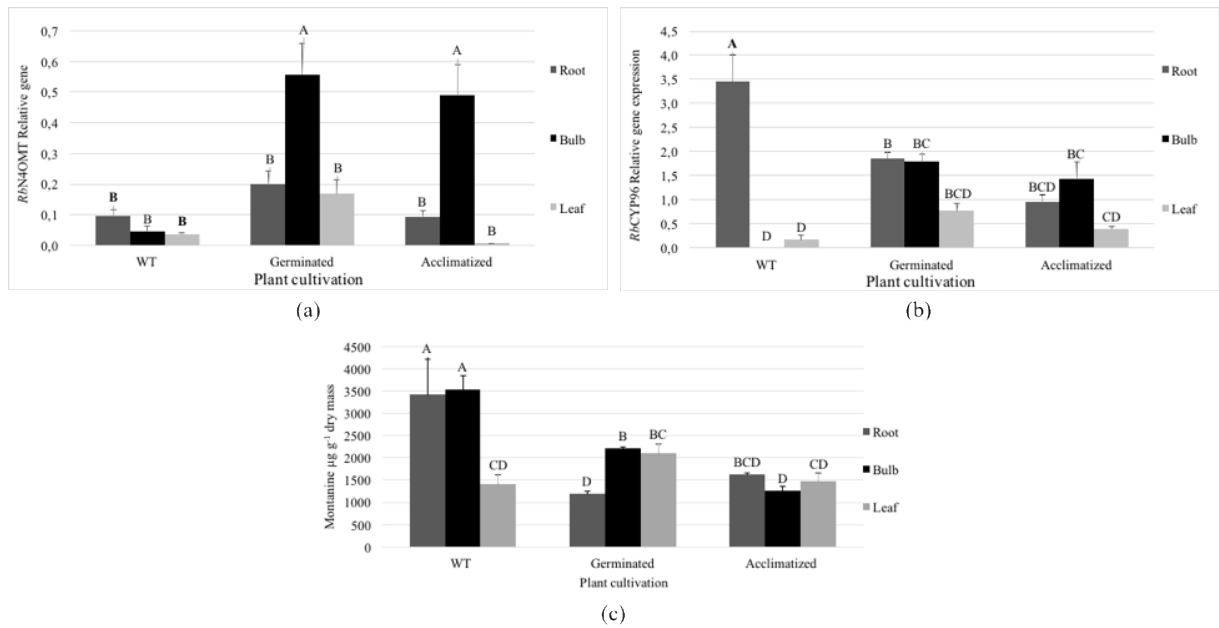 0,7
0,6
0,5
0,4
0,3
0,2
0,1
0,0
RbN4OMT Relative gene
B B B
B A B
B A B
WT Germinated Acclimatized
Plant cultivation
Root
Bulb
Leaf
(a)
4,5
4,0
3,5
3,0
2,5
2,0
1,5
1,0
0,5
0,0
RbCYP96 Relative gene expression
A D D
B BC BCD
BCD BC CD
WT Germinated Acclimatized
Plant cultivation
Root
Bulb
Leaf
(b)
4500
4000
3500
3000
2500
2000
1500
1000
500
0
Montanine µg g⁻¹ dry mass
A A CD
D B BC
BCD D CD
WT Germinated Acclimatized
Plant cultivation
Root
Bulb
Leaf
(c)